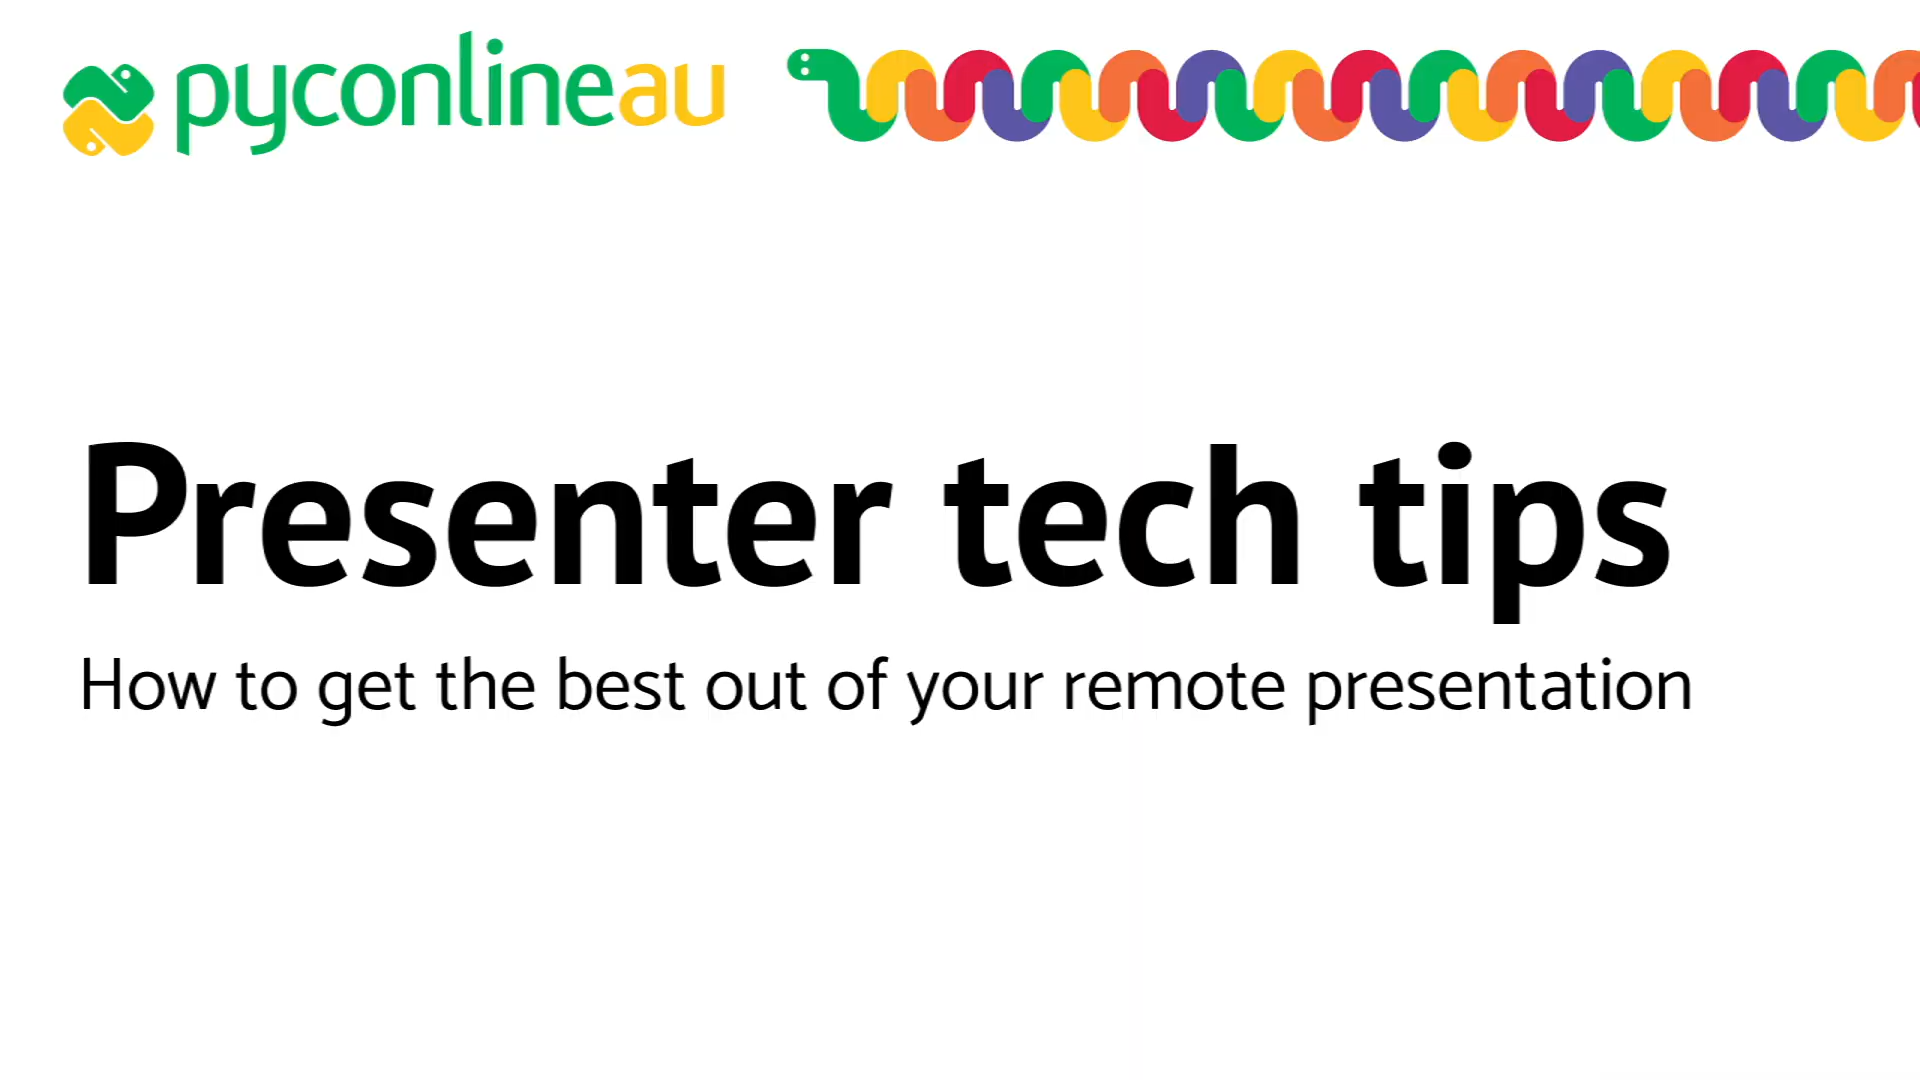 pyconlineau
Presenter tech tips
How to get the best out of your remote presentation